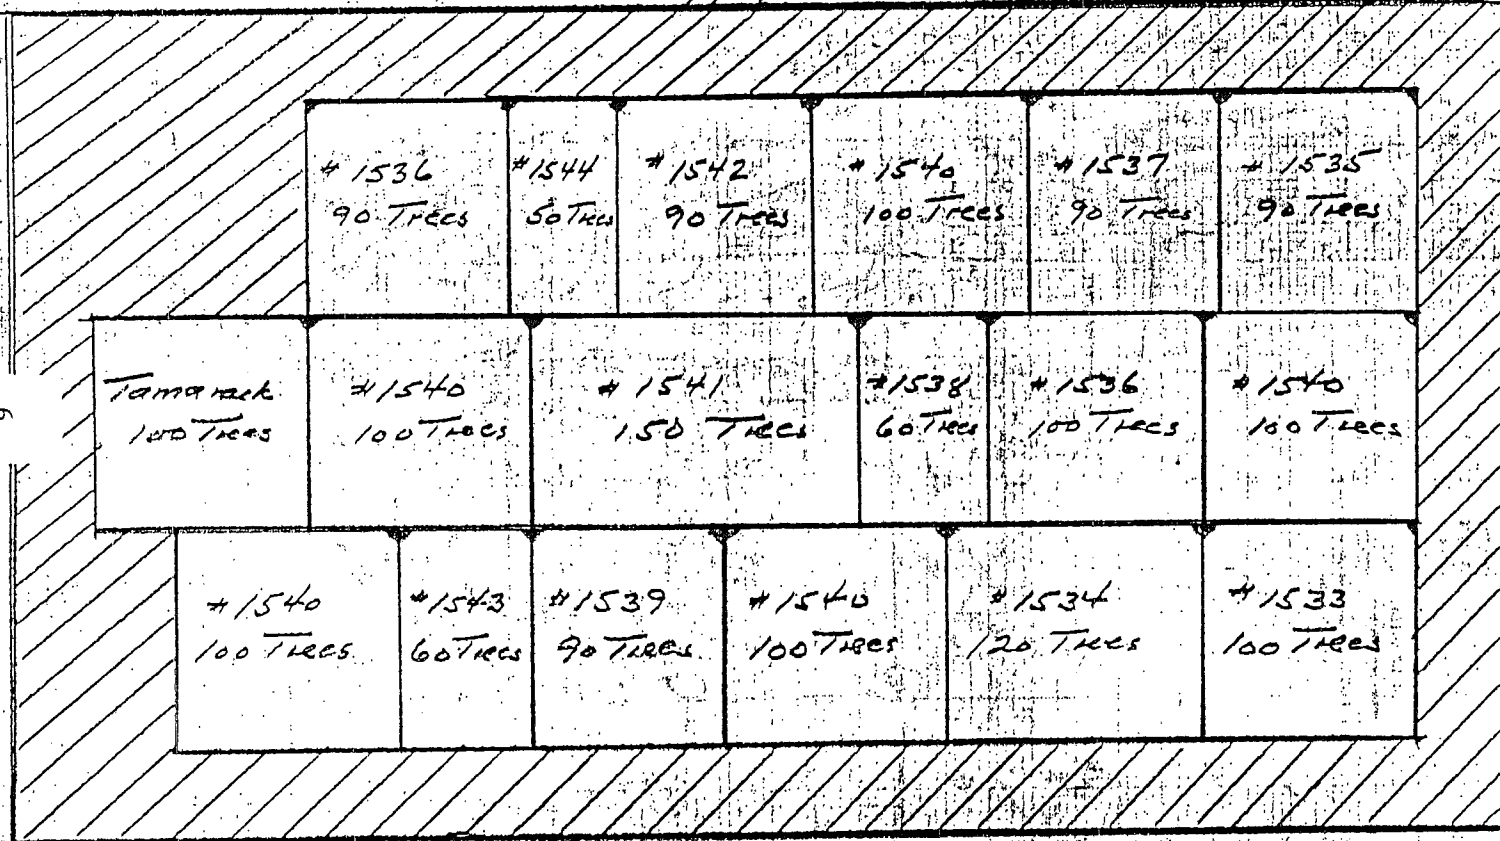 # 1536
90 Trees
#1544
50 Trees
# 1542
90 Trees
# 1540
100 Trees
# 1537
90 Trees
# 1535
90 Trees
Tamarack
100 Trees
#1540
100 Trees
# 1541
150 Trees
#1538
60 Trees
# 1536
100 Trees
# 1540
100 Trees
#1540
100 Trees
#1543
60 Trees
#1539
90 Trees
#1540
100 Trees
#1534
120 Trees
#1533
100 Trees